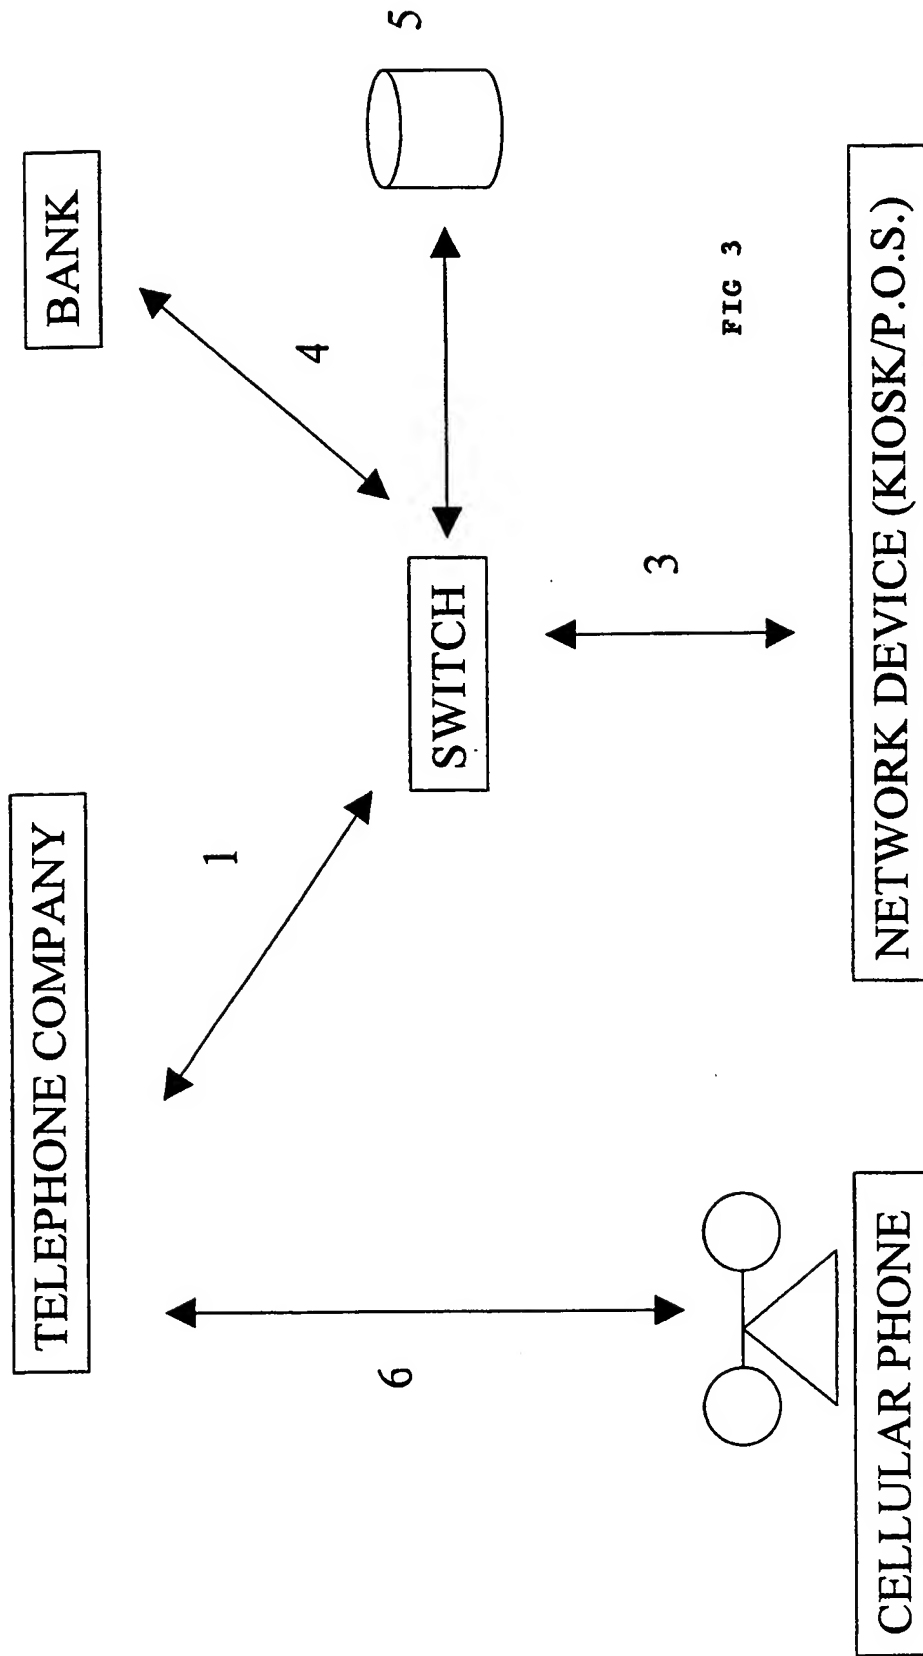 TELEPHONE COMPANY
BANK
1
4
6
5
SWITCH
3
FIG 3
CELLULAR PHONE
NETWORK DEVICE (KIOSK/P.O.S.)